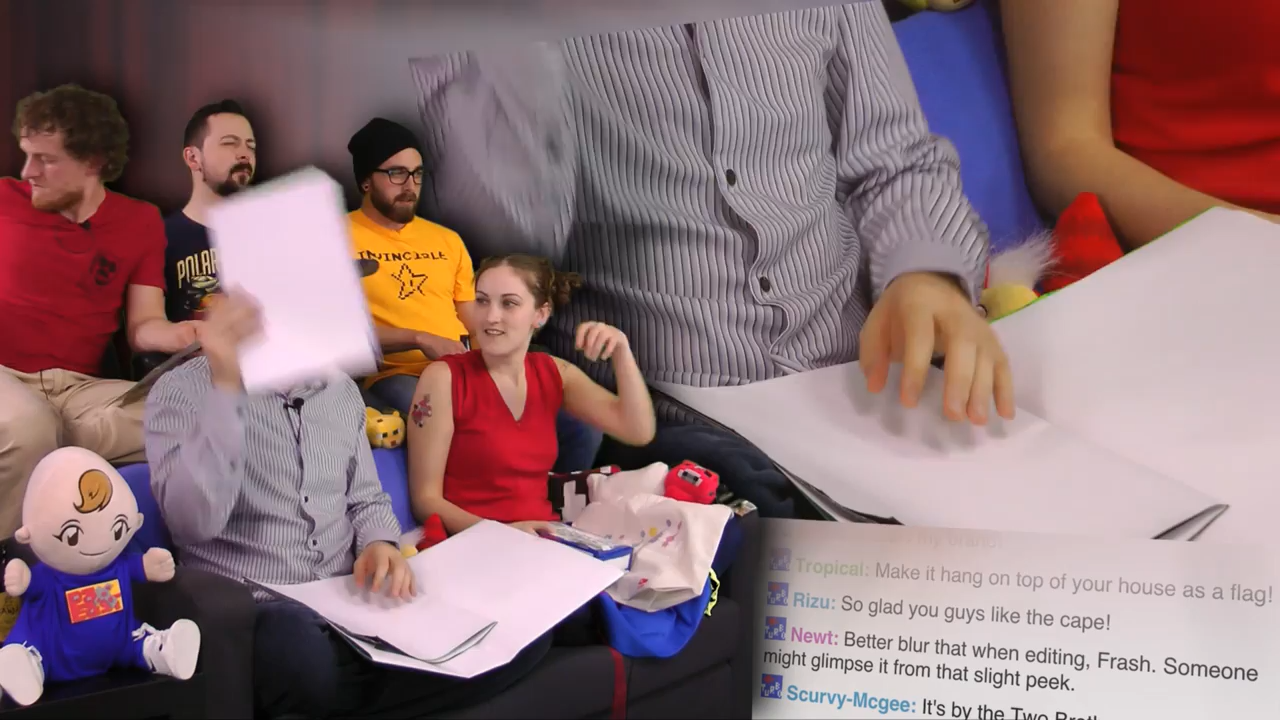 POLAR
INVINCIBLE
my brand!
Tropical: Make it hang on top of your house as a flag!
Rizu: So glad you guys like the cape!
Newt: Better blur that when editing, Frash. Someone
might glimpse it from that slight peek.
Scurvy-Mcgee: It's by the Two